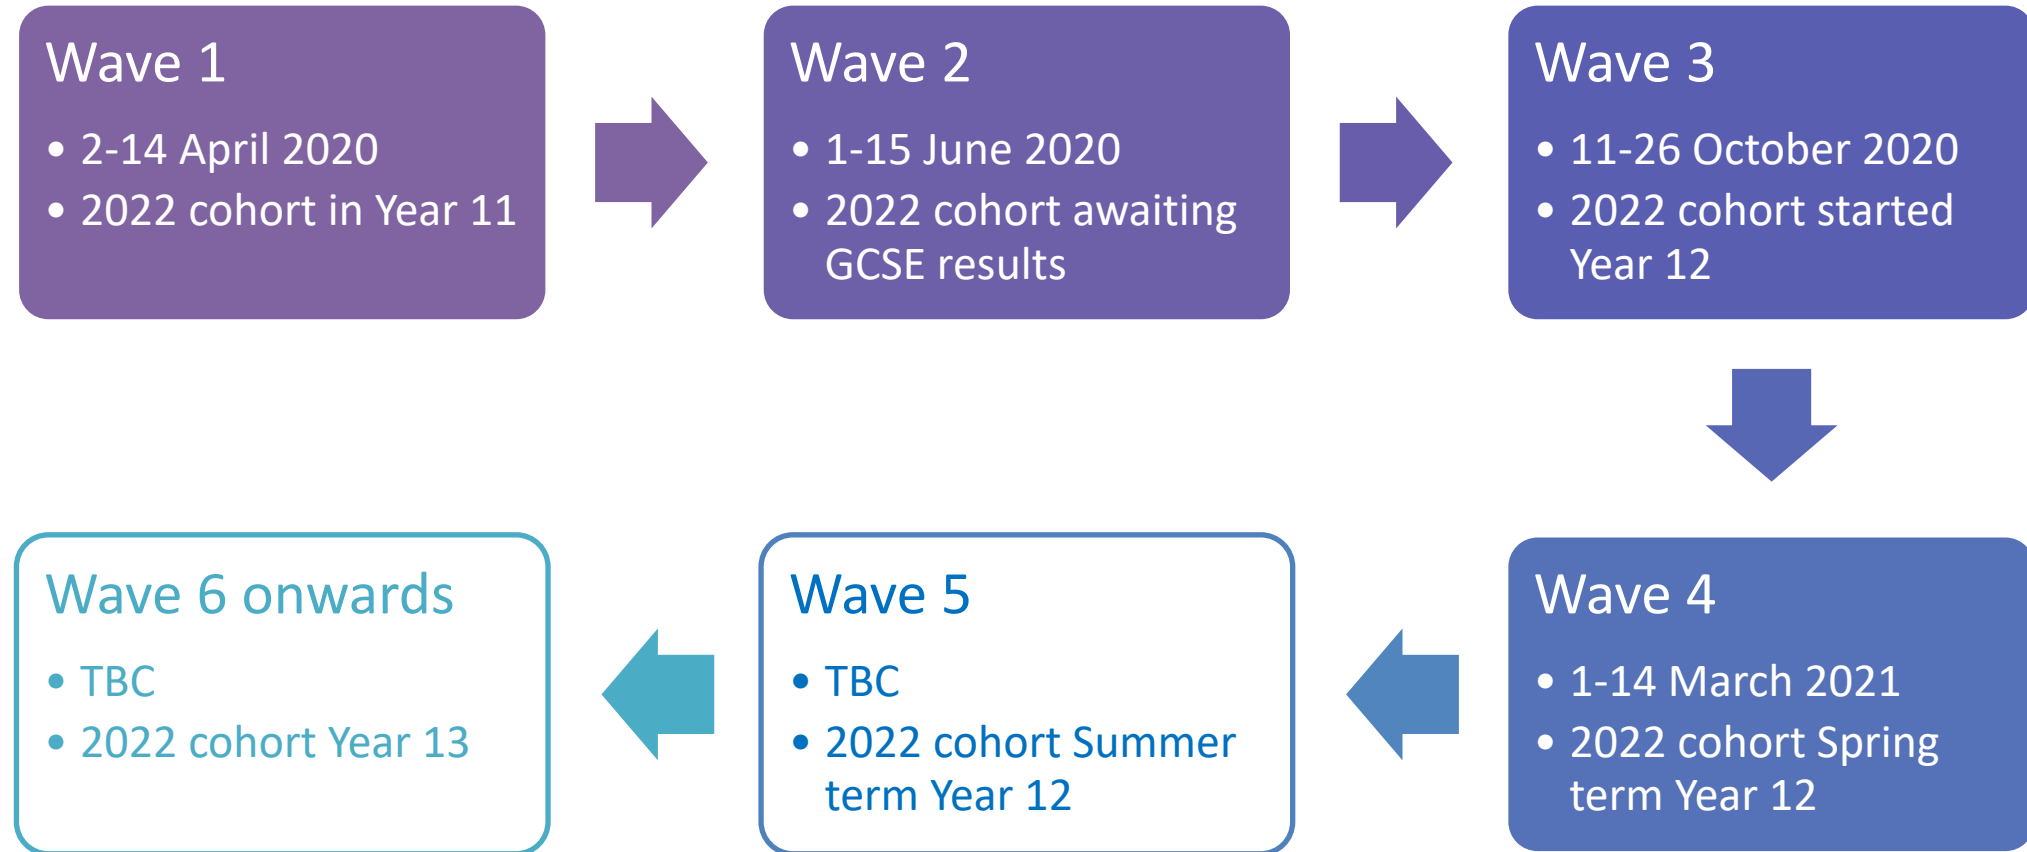 Wave 1
• 2-14 April 2020
• 2022 cohort in Year 11
Wave 2
• 1-15 June 2020
• 2022 cohort awaiting
GCSE results
Wave 3
• 11-26 October 2020
• 2022 cohort started
Year 12
Wave 4
• 1-14 March 2021
• 2022 cohort Spring
term Year 12
Wave 5
• TBC
• 2022 cohort Summer
term Year 12
Wave 6 onwards
• TBC
• 2022 cohort Year 13